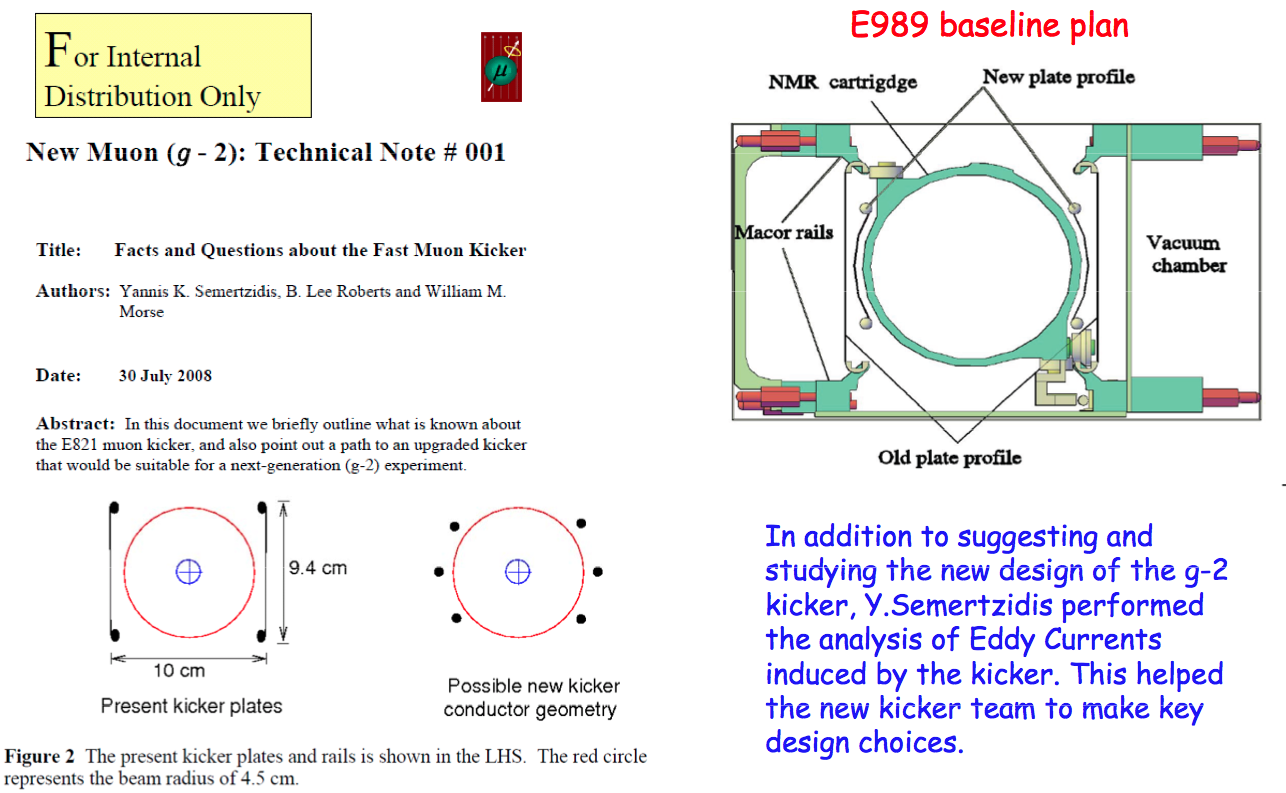 For Internal
Distribution Only
μ
New Muon (g - 2): Technical Note # 001
Title: Facts and Questions about the Fast Muon Kicker
Authors: Yannis K. Semertzidis, B. Lee Roberts and William M.
Morse
Date: 30 July 2008
Abstract: In this document we briefly outline what is known about
the E821 muon kicker, and also point out a path to an upgraded kicker
that would be suitable for a next-generation (g-2) experiment.
9.4 cm
10 cm
Present kicker plates
Possible new kicker
conductor geometry
Figure 2 The present kicker plates and rails is shown in the LHS. The red circle
represents the beam radius of 4.5 cm.
E989 baseline plan
NMR cartrigdge
New plate profile
Macor rails
Vacuum
chamber
Old plate profile
In addition to suggesting and
studying the new design of the g-2
kicker, Y.Semertzidis performed
the analysis of Eddy Currents
induced by the kicker. This helped
the new kicker team to make key
design choices.